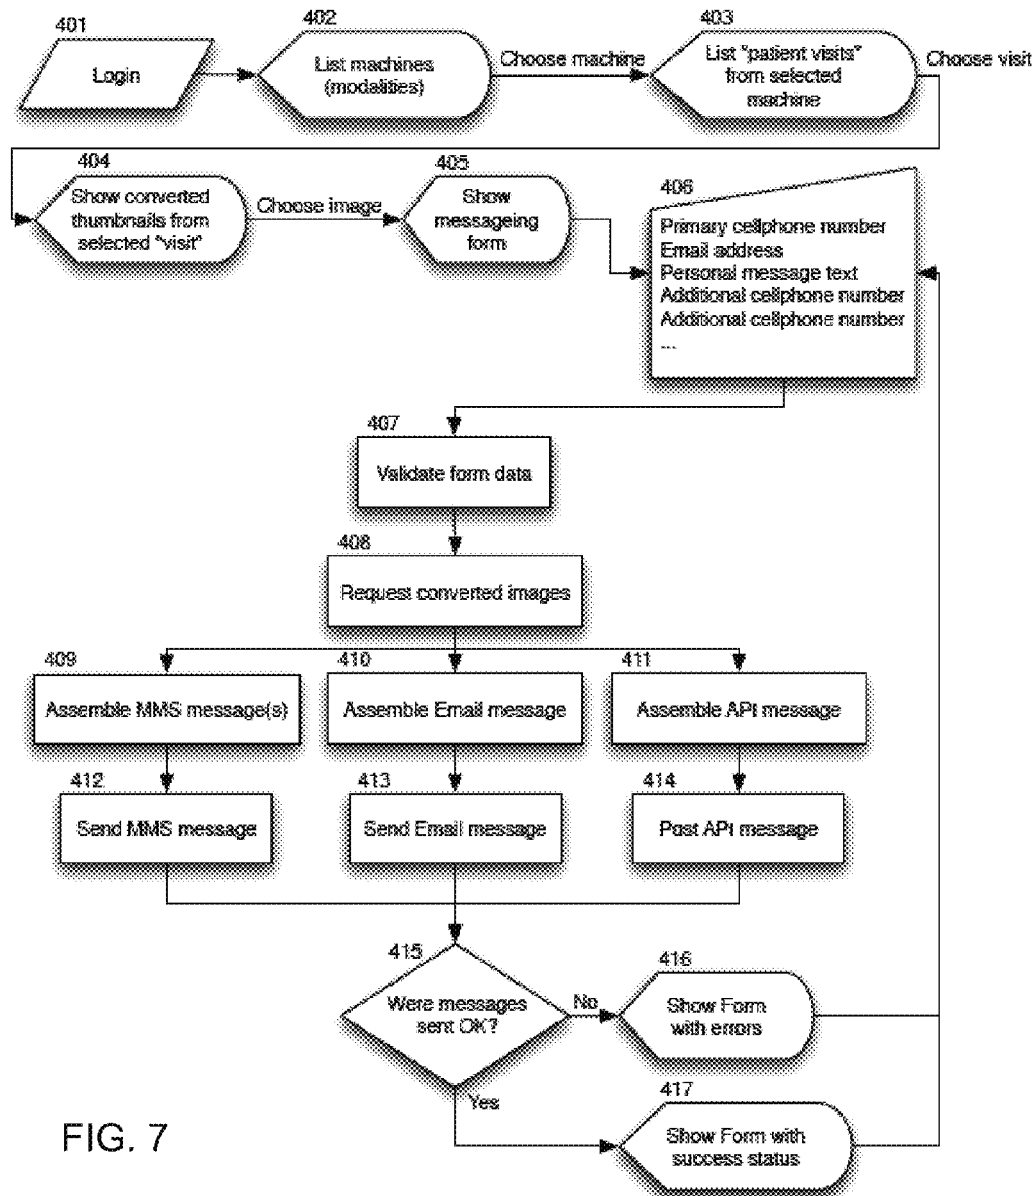 401
Login
402
List machines
(modalities)
Choose machine
403
List "patient visits"
from selected
machine
Choose visit
404
Show converted
thumbnails from
selected "visit"
Choose image
405
Show
messageing
form
406
Primary cellphone number
Email address
Personal message text
Additional cellphone number
Additional cellphone number
...
407
Validate form data
408
Request converted images
409
Assemble MMS message(s)
410
Assemble Email message
411
Assemble API message
412
Send MMS message
413
Send Email message
414
Post API message
415
Were messages
sent OK?
No
416
Show Form
with errors
Yes
417
Show Form with
success status
FIG. 7